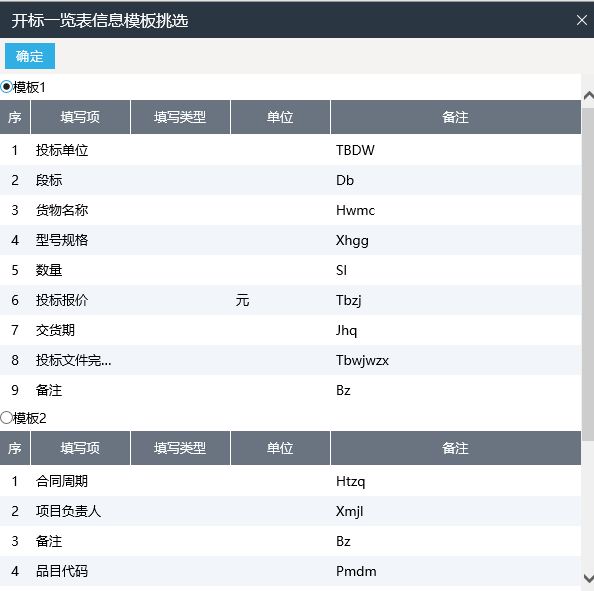 开标一览表信息模板挑选
确定
模板1
序 填写项 填写类型 单位 备注
1 投标单位 TBDW
2 段标 Db
3 货物名称 Hwmc
4 型号规格 Xhgg
5 数量 Sl
6 投标报价 元 Tbzj
7 交货期 Jhq
8 投标文件完... Tbwjwzx
9 备注 Bz
模板2
序 填写项 填写类型 单位 备注
1 合同周期 Htzq
2 项目负责人 Xmjl
3 备注 Bz
4 品目代码 Pmdm